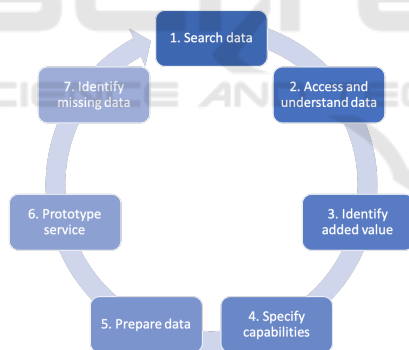 1. Search data
2. Access and
understand data
3. Identify
added value
4. Specify
capabilities
5. Prepare data
6. Prototype
service
7. Identify
missing data